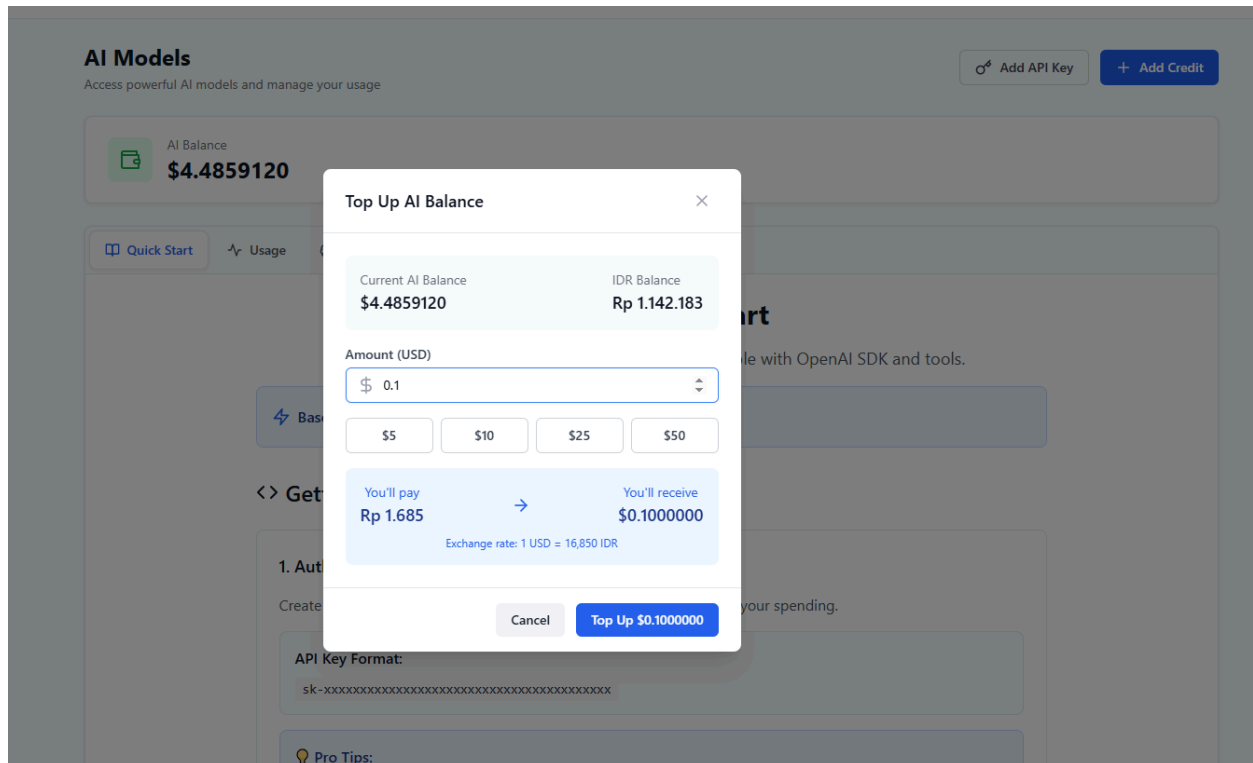 AI Models
Access powerful AI models and manage your usage
Add API Key
+ Add Credit
AI Balance
$4.4859120
Top Up AI Balance
Quick Start
Usage
Current AI Balance
IDR Balance
$4.4859120
Rp 1.142.183
Amount (USD)
$ 0.1
$5
$10
$25
$50
You'll pay
You'll receive
Rp 1.685
$0.1000000
Exchange rate: 1 USD = 16,850 IDR
Cancel
Top Up $0.1000000
with OpenAI SDK and tools.
<> Get
1. Aut
Create
your spending.
API Key Format:
sk-xxxxxxxxxxxxxxxxxxxxxxxxxxxxxxxxxxxxxxxx
Pro Tips: